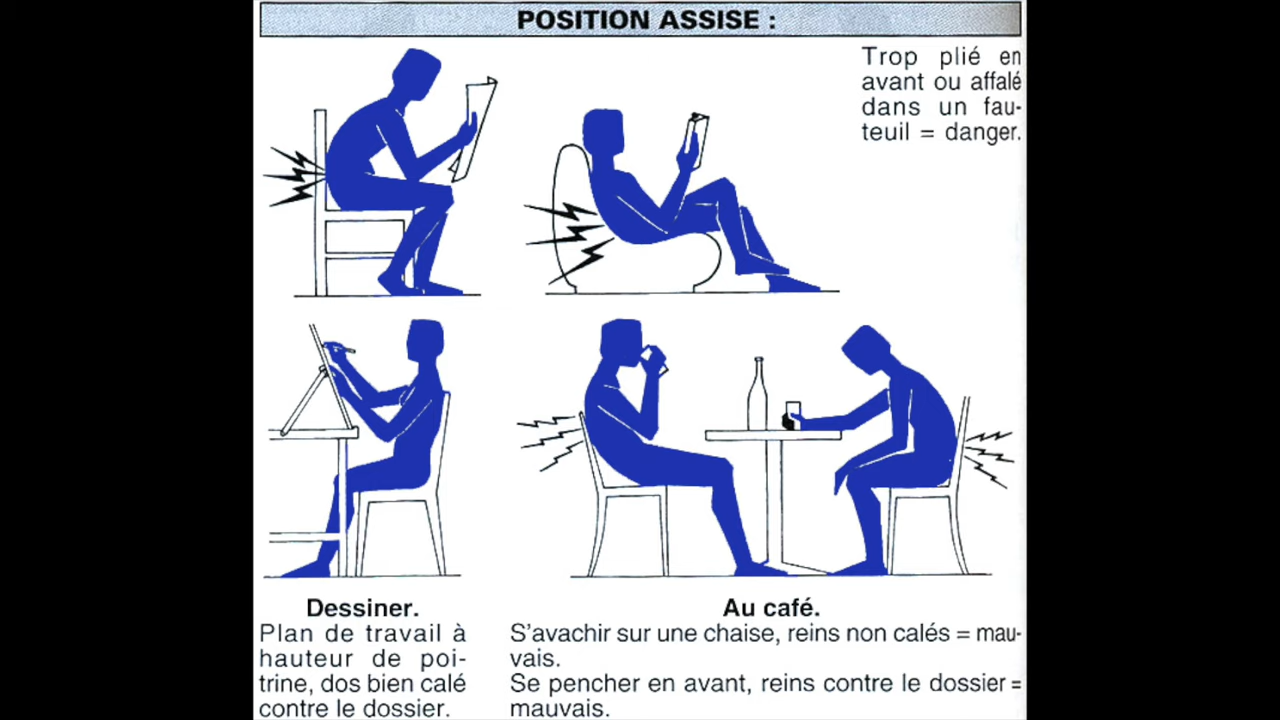 POSITION ASSISE :
Trop plié en
avant ou affalé
dans un fau-
teuil = danger.
Dessiner.
Plan de travail à
hauteur de poi-
trine, dos bien calé
contre le dossier.
Au café.
S'avachir sur une chaise, reins non calés = mau-
vais.
Se pencher en avant, reins contre le dossier =
mauvais.